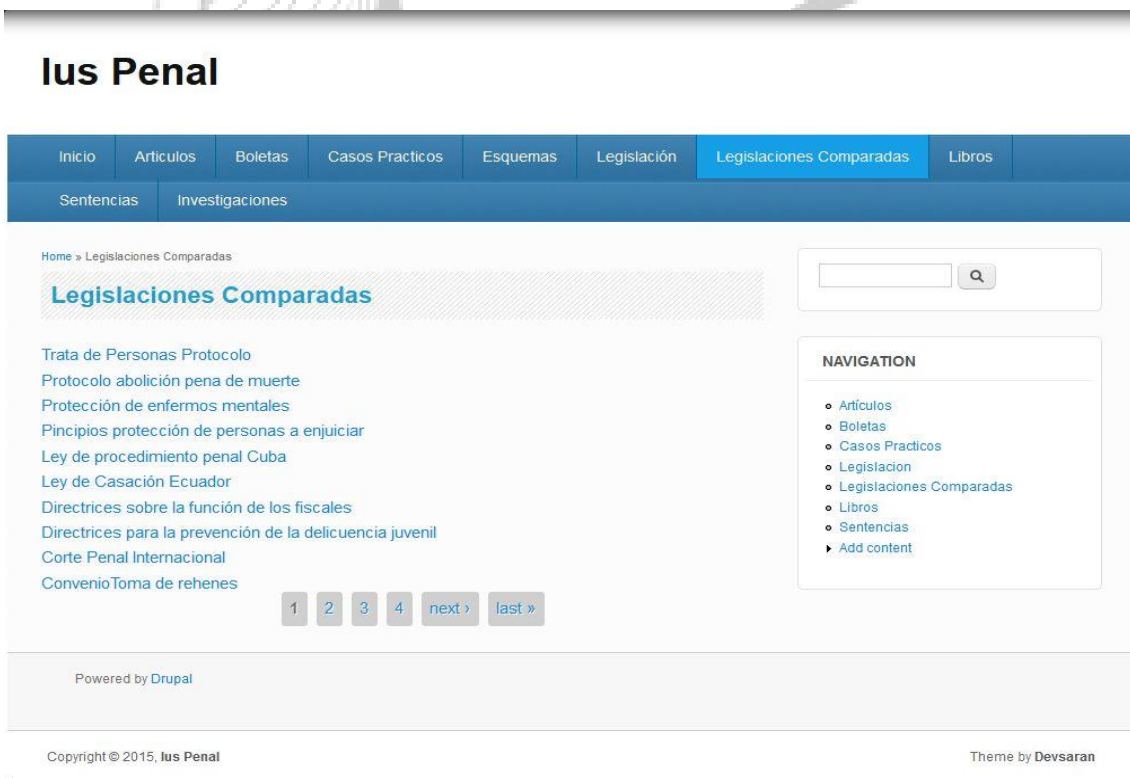 Ius Penal
Inicio Articulos Boletas Casos Practicos Esquemas Legislación Legislaciones Comparadas Libros
Sentencias Investigaciones
Home » Legislaciones Comparadas
Legislaciones Comparadas
Trata de Personas Protocolo
Protocolo abolición pena de muerte
Protección de enfermos mentales
Pincipios protección de personas a enjuiciar
Ley de procedimiento penal Cuba
Ley de Casación Ecuador
Directrices sobre la función de los fiscales
Directrices para la prevención de la delicuencia juvenil
Corte Penal Internacional
ConvenioToma de rehenes
1 2 3 4 next › last »
NAVIGATION
Artículos
Boletas
Casos Practicos
Legislacion
Legislaciones Comparadas
Libros
Sentencias
Add content
Powered by Drupal
Copyright © 2015, Ius Penal
Theme by Devsaran